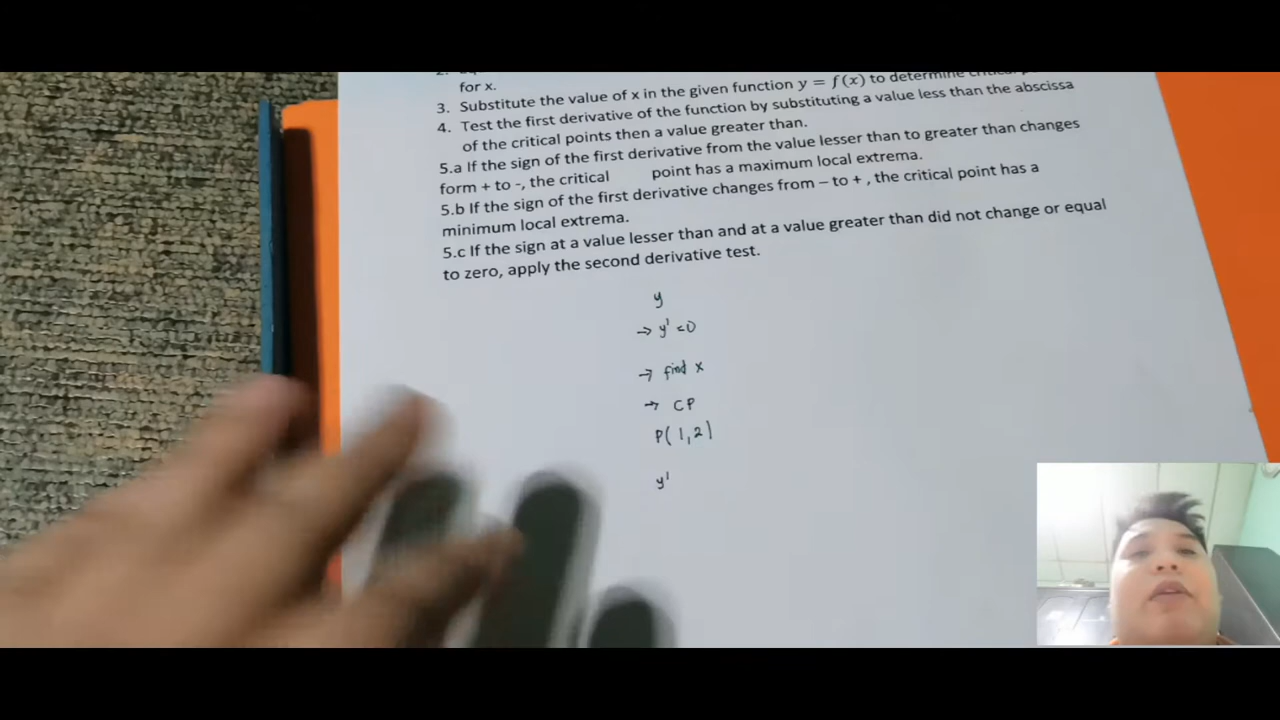 for x.
3. Substitute the value of x in the given function y = f(x) to determine
4. Test the first derivative of the function by substituting a value less than the abscissa
of the critical points then a value greater than.
5.a If the sign of the first derivative from the value lesser than to greater than changes
form + to -, the critical point has a maximum local extrema.
5.b If the sign of the first derivative changes from – to + , the critical point has a
minimum local extrema.
5.c If the sign at a value lesser than and at a value greater than did not change or equal
to zero, apply the second derivative test.
y
→ y' = 0
→ find x
→ CP
P( 1, 2)
y'